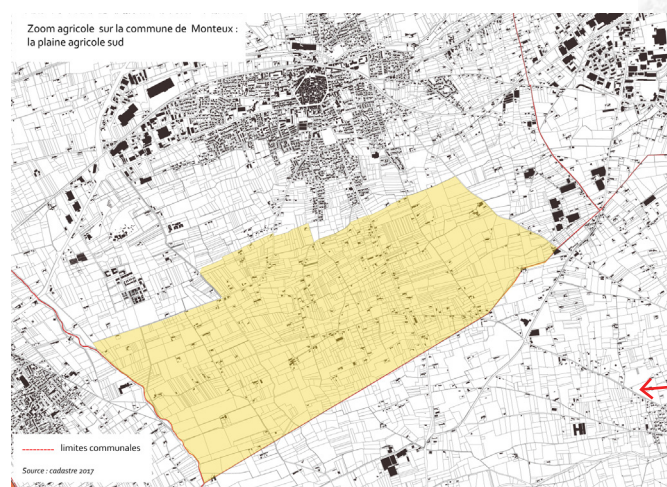 Zoom agricole sur la commune de Monteux :
la plaine agricole sud
limites communales
Source : cadastre 2017